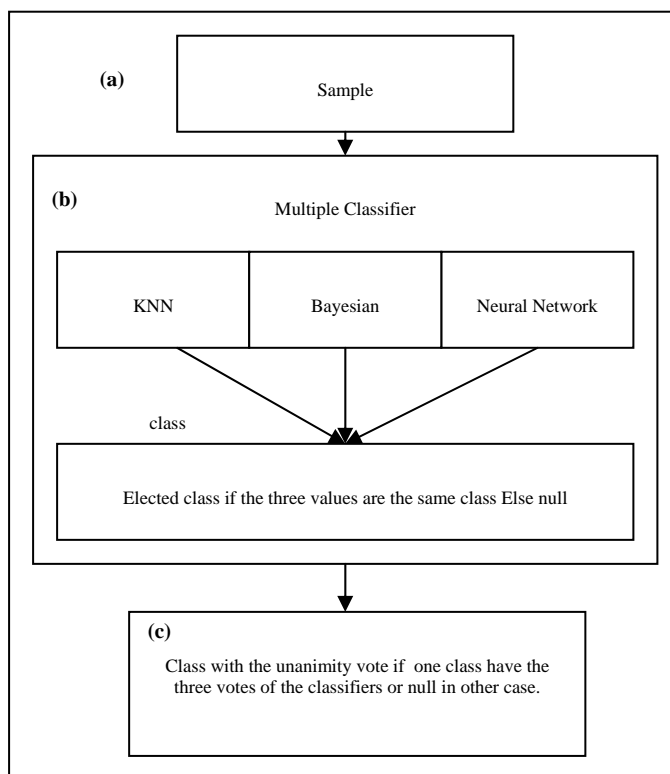 (a)
Sample
(b)
Multiple Classifier
KNN
Bayesian
Neural Network
class
Elected class if the three values are the same class Else null
(c)
Class with the unanimity vote if one class have the
three votes of the classifiers or null in other case.